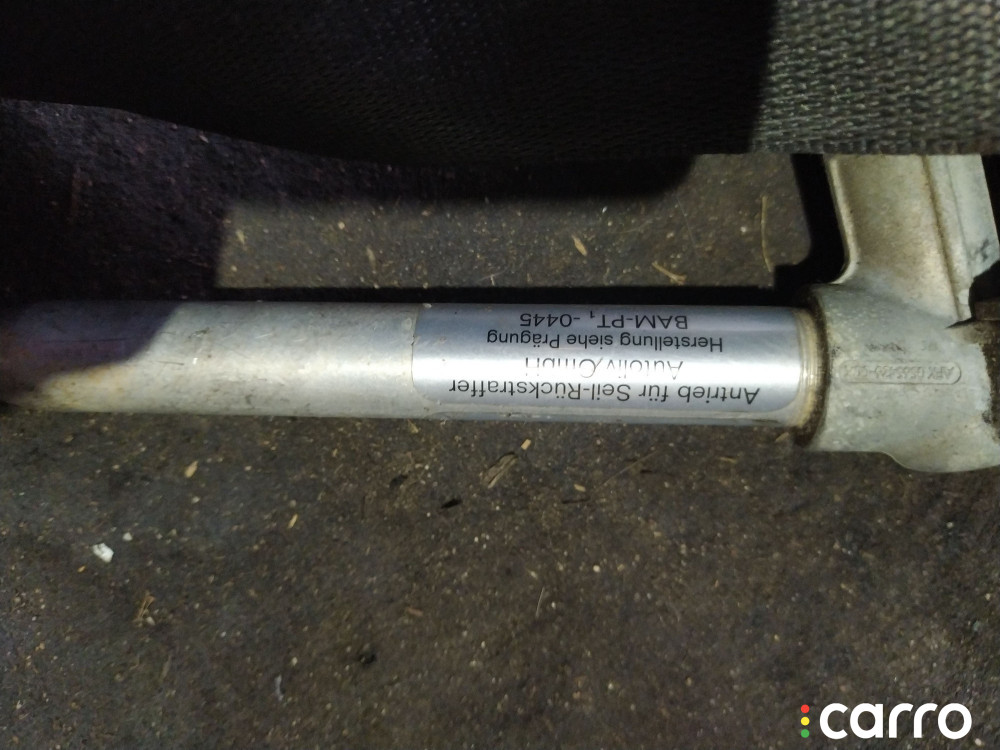 Antrieb für Seil-Rückstraffer
Autoliv GmbH
Herstellung siehe Prägung
BAM-PT₁-0445
carro